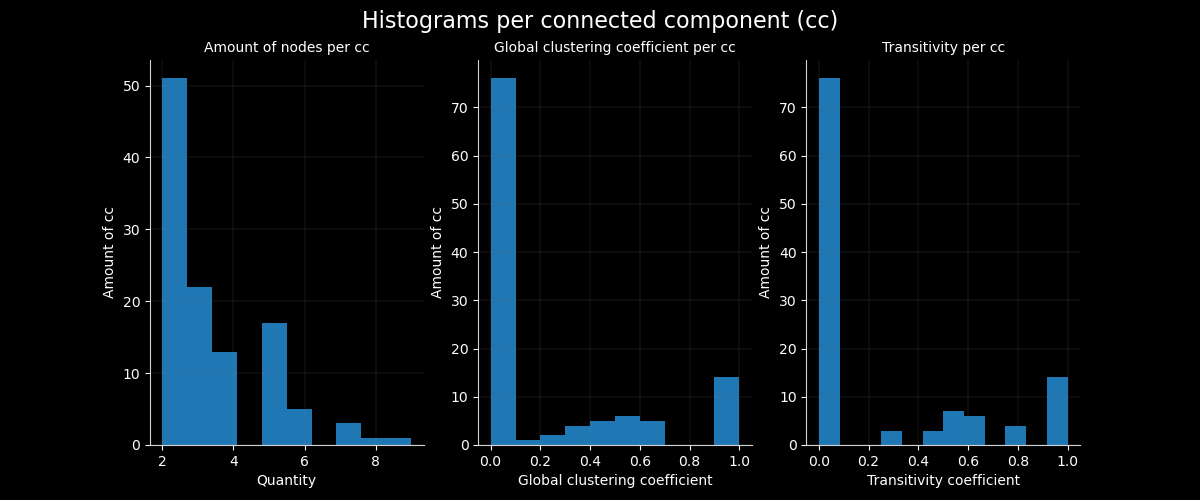 Histograms per connected component (cc)
Amount of nodes per cc
Amount of cc
50
40
30
20
10
0
2 4 6 8
Quantity
Global clustering coefficient per cc
Amount of cc
70
60
50
40
30
20
10
0
0.0 0.2 0.4 0.6 0.8 1.0
Global clustering coefficient
Transitivity per cc
Amount of cc
70
60
50
40
30
20
10
0
0.0 0.2 0.4 0.6 0.8 1.0
Transitivity coefficient